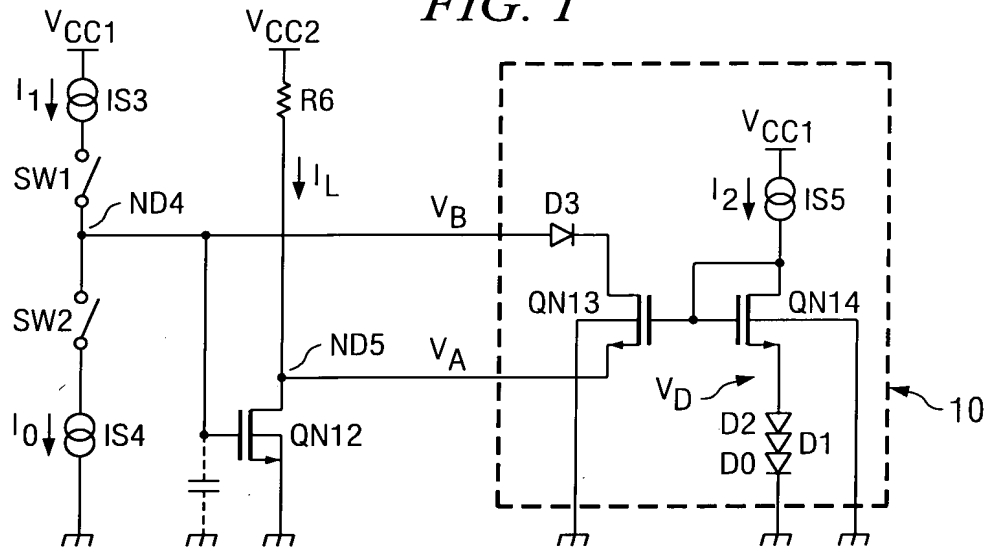 FIG. 1
VCC1
VCC2
I1
IS3
R6
SW1
IL
ND4
VB
D3
VCC1
I2
IS5
QN13
QN14
SW2
ND5
VA
VD
10
I0
IS4
QN12
D2
D1
D0